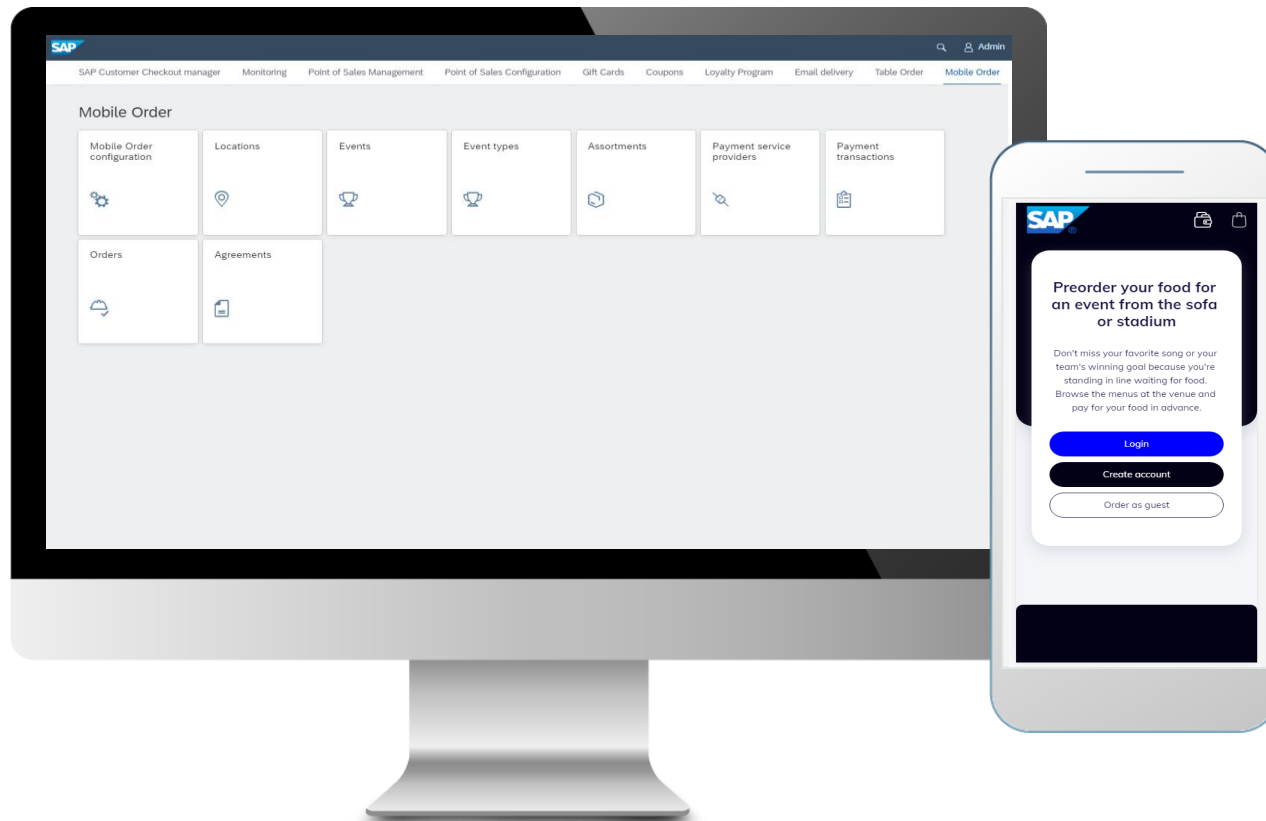 SAP
Admin
SAP Customer Checkout manager Monitoring Point of Sales Management Point of Sales Configuration Gift Cards Coupons Loyalty Program Email delivery Table Order Mobile Order
Mobile Order
Mobile Order
configuration
Locations
Events
Event types
Assortments
Payment service
providers
Payment
transactions
Orders
Agreements
SAP®
Preorder your food for
an event from the sofa
or stadium
Don't miss your favorite song or your
team's winning goal because you're
standing in line waiting for food.
Browse the menus at the venue and
pay for your food in advance.
Login
Create account
Order as guest